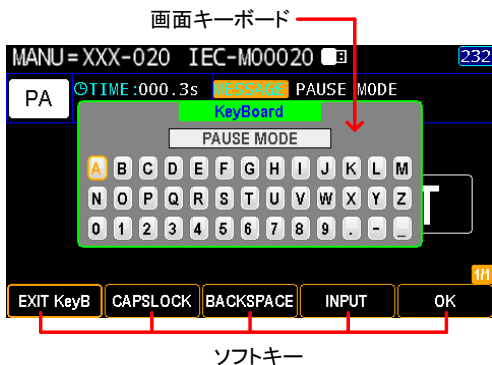 画面キーボード
MANU=XXX-020 IEC-M00020 232
PA TIME:000.3s MESSAGE PAUSE MODE
KeyBoard
PAUSE MODE
A B C D E F G H I J K L M
N O P Q R S T U V W X Y Z
0 1 2 3 4 5 6 7 8 9 . - _
T
1/1
EXIT KeyB CAPSLOCK BACKSPACE INPUT OK
ソフトキー